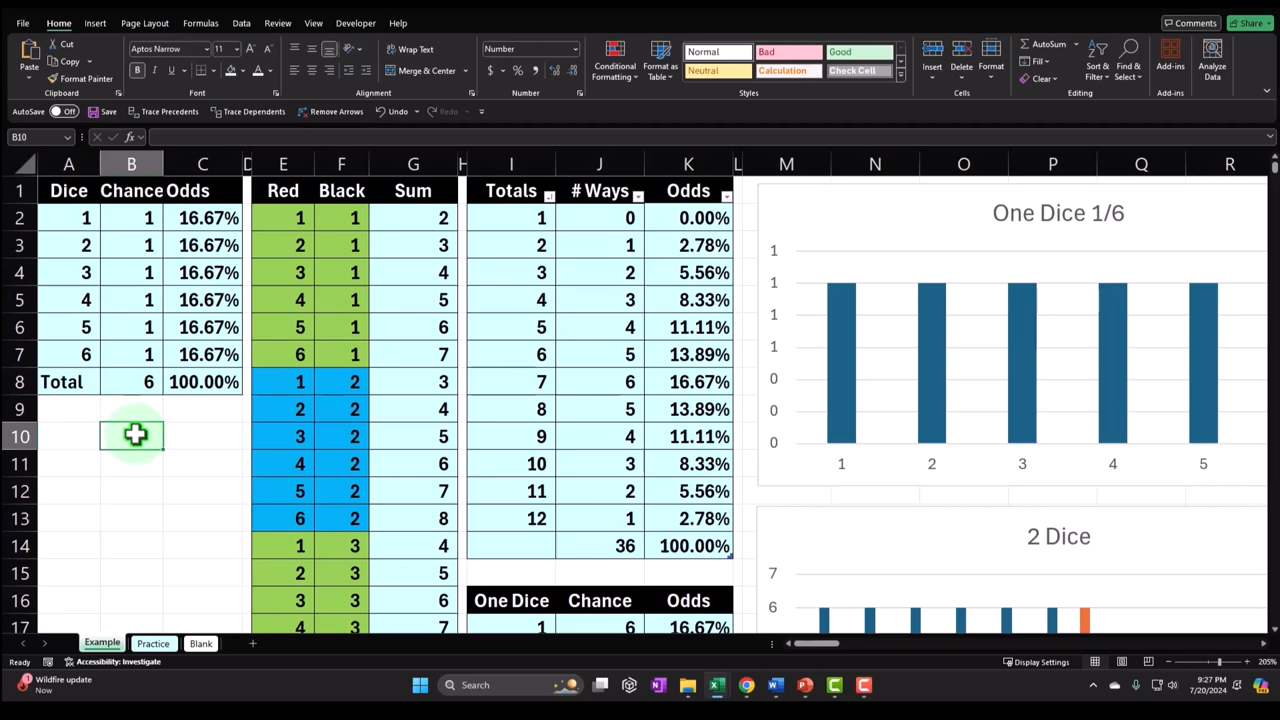 File Home Insert Page Layout Formulas Data Review View Developer Help Comments Share
Paste Cut Copy Format Painter Clipboard
Aptos Narrow 11 A A B I U Font
Wrap Text Merge & Center Alignment
Number $ % , Number
Conditional Formatting Format as Table
Normal Bad Good
Neutral Calculation Check Cell
Styles
Insert Delete Format Cells
AutoSum Fill Clear Sort & Filter Find & Select Editing
Add-ins Add-ins
Analyze Data
AutoSave Off Save Trace Precedents Trace Dependents Remove Arrows Undo Redo
B10 fx
A B C D E F G H I J K L M N O P Q R
1 Dice Chance Odds Red Black Sum Totals # Ways Odds
2 1 1 16.67% 1 1 2 1 0 0.00%
3 2 1 16.67% 2 1 3 2 1 2.78%
4 3 1 16.67% 3 1 4 3 2 5.56%
5 4 1 16.67% 4 1 5 4 3 8.33%
6 5 1 16.67% 5 1 6 5 4 11.11%
7 6 1 16.67% 6 1 7 6 5 13.89%
8 Total 6 100.00% 1 2 3 7 6 16.67%
9 2 2 4 8 5 13.89%
10 3 2 5 9 4 11.11%
11 4 2 6 10 3 8.33%
12 5 2 7 11 2 5.56%
13 6 2 8 12 1 2.78%
14 1 3 4 36 100.00%
15 2 3 5
16 3 3 6 One Dice Chance Odds
17 4 3 7 1 6 16.67%
One Dice 1/6
1
1
1
1
0
0
0
1 2 3 4 5
2 Dice
7
6
Example Practice Blank
Ready Accessibility: Investigate Display Settings 205%
Wildfire update
Now
Search
9:27 PM
7/20/2024